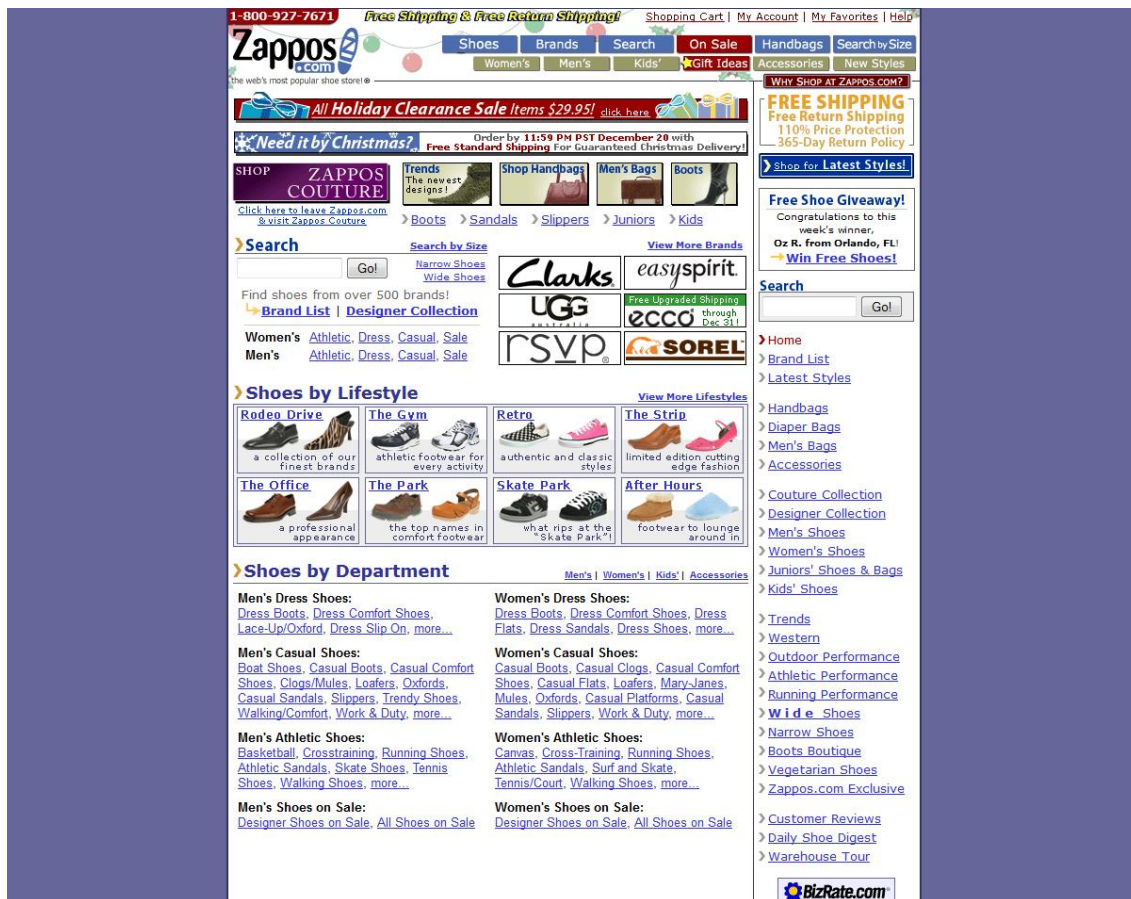 1-800-927-7671
Free Shipping & Free Return Shipping!
Shopping Cart | My Account | My Favorites | Help
Zappos
.com
the web's most popular shoe store!®
Shoes
Brands
Search
On Sale
Handbags
Search by Size
Women's
Men's
Kids'
Gift Ideas
Accessories
New Styles
WHY SHOP AT ZAPPOS.COM?
All Holiday Clearance Sale Items $29.95! click here
Need it by Christmas?
Order by 11:59 PM PST December 20 with
Free Standard Shipping For Guaranteed Christmas Delivery!
SHOP ZAPPOS
COUTURE
Click here to leave Zappos.com
& visit Zappos Couture
Trends
The newest
designs!
Shop Handbags
Men's Bags
Boots
Boots
Sandals
Slippers
Juniors
Kids
Search
Search by Size
Go!
Narrow Shoes
Wide Shoes
Find shoes from over 500 brands!
Brand List | Designer Collection
Women's Athletic, Dress, Casual, Sale
Men's Athletic, Dress, Casual, Sale
View More Brands
Clarks.
easyspirit.
UGG
australia
Free Upgraded Shipping
ecco through
Dec 31!
rsvp®
SOREL
Shoes by Lifestyle
View More Lifestyles
Rodeo Drive
a collection of our
finest brands
The Gym
athletic footwear for
every activity
Retro
authentic and classic
styles
The Strip
limited edition cutting
edge fashion
The Office
a professional
appearance
The Park
the top names in
comfort footwear
Skate Park
what rips at the
"Skate Park"!
After Hours
footwear to lounge
around in
Shoes by Department
Men's | Women's | Kids' | Accessories
Men's Dress Shoes:
Dress Boots, Dress Comfort Shoes,
Lace-Up/Oxford, Dress Slip On, more...
Men's Casual Shoes:
Boat Shoes, Casual Boots, Casual Comfort
Shoes, Clogs/Mules, Loafers, Oxfords,
Casual Sandals, Slippers, Trendy Shoes,
Walking/Comfort, Work & Duty, more...
Men's Athletic Shoes:
Basketball, Crosstraining, Running Shoes,
Athletic Sandals, Skate Shoes, Tennis
Shoes, Walking Shoes, more...
Men's Shoes on Sale:
Designer Shoes on Sale, All Shoes on Sale
Women's Dress Shoes:
Dress Boots, Dress Comfort Shoes, Dress
Flats, Dress Sandals, Dress Shoes, more...
Women's Casual Shoes:
Casual Boots, Casual Clogs, Casual Comfort
Shoes, Casual Flats, Loafers, Mary-Janes,
Mules, Oxfords, Casual Platforms, Casual
Sandals, Slippers, Work & Duty, more...
Women's Athletic Shoes:
Canvas, Cross-Training, Running Shoes,
Athletic Sandals, Surf and Skate,
Tennis/Court, Walking Shoes, more...
Women's Shoes on Sale:
Designer Shoes on Sale, All Shoes on Sale
FREE SHIPPING
Free Return Shipping
110% Price Protection
365-Day Return Policy
Shop for Latest Styles!
Free Shoe Giveaway!
Congratulations to this
week's winner,
Oz R. from Orlando, FL!
Win Free Shoes!
Search
Go!
Home
Brand List
Latest Styles
Handbags
Diaper Bags
Men's Bags
Accessories
Couture Collection
Designer Collection
Men's Shoes
Women's Shoes
Juniors' Shoes & Bags
Kids' Shoes
Trends
Western
Outdoor Performance
Athletic Performance
Running Performance
Wide Shoes
Narrow Shoes
Boots Boutique
Vegetarian Shoes
Zappos.com Exclusive
Customer Reviews
Daily Shoe Digest
Warehouse Tour
BizRate.com